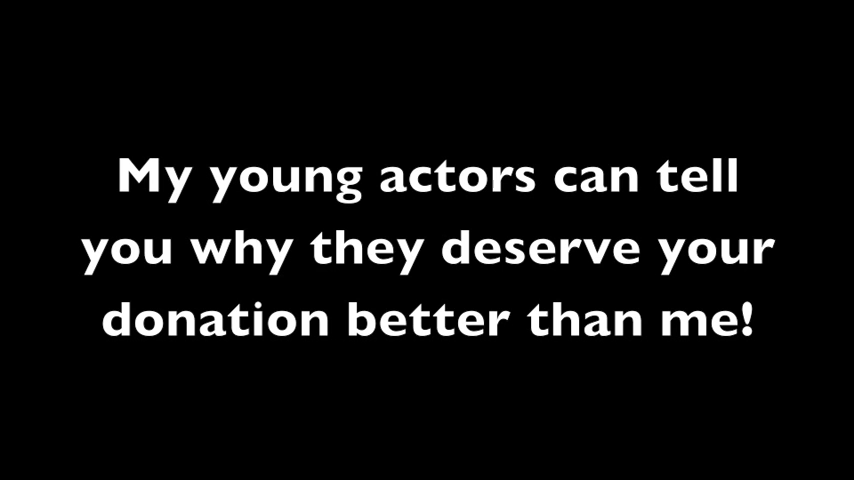 My young actors can tell
you why they deserve your
donation better than me!